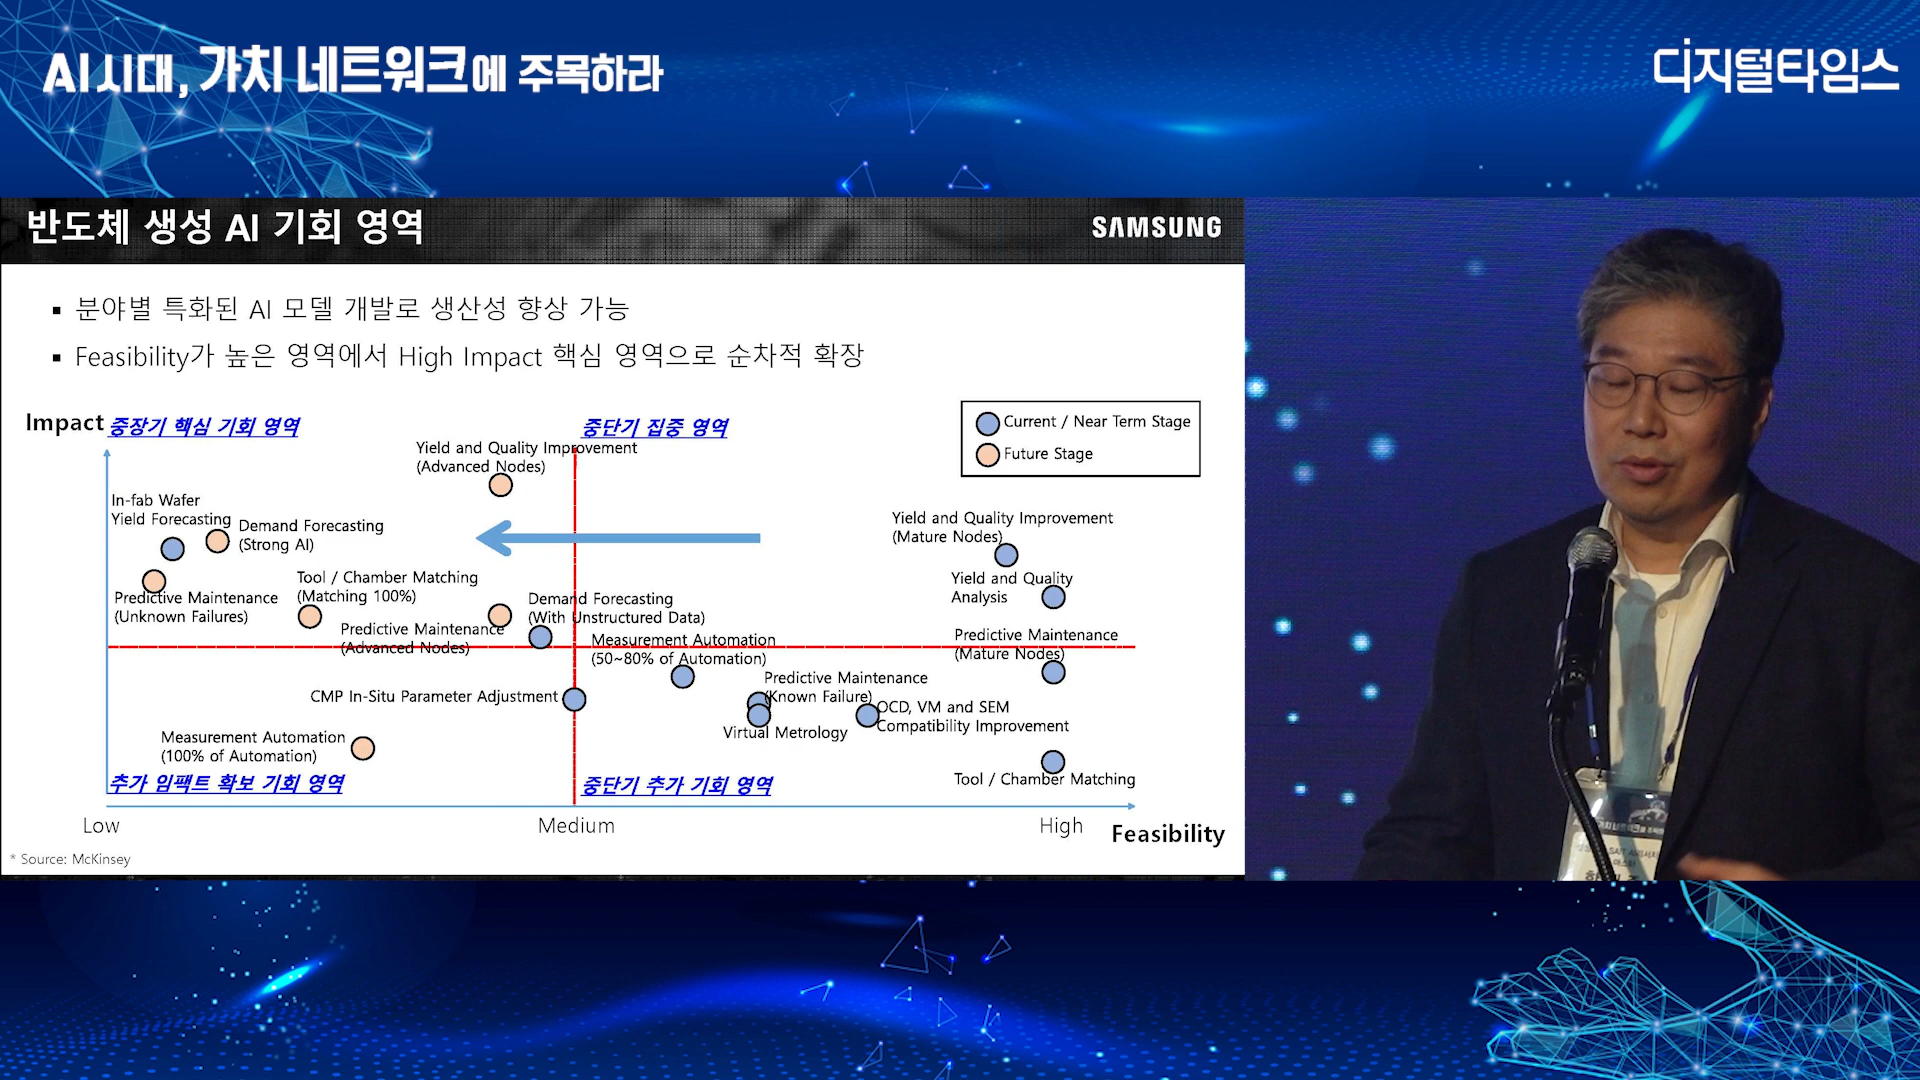 AI 시대, 가치 네트워크에 주목하라
디지털타임스
반도체 생성 AI 기회 영역
SAMSUNG
▪ 분야별 특화된 AI 모델 개발로 생산성 향상 가능
▪ Feasibility가 높은 영역에서 High Impact 핵심 영역으로 순차적 확장
Impact
중장기 핵심 기회 영역
중단기 집중 영역
Current / Near Term Stage
Future Stage
Yield and Quality Improvement
(Advanced Nodes)
In-fab Wafer
Yield Forecasting
Demand Forecasting
(Strong AI)
Yield and Quality Improvement
(Mature Nodes)
Predictive Maintenance
(Unknown Failures)
Tool / Chamber Matching
(Matching 100%)
Yield and Quality
Analysis
Demand Forecasting
(With Unstructured Data)
Predictive Maintenance
(Advanced Nodes)
Measurement Automation
(50~80% of Automation)
Predictive Maintenance
(Mature Nodes)
CMP In-Situ Parameter Adjustment
Predictive Maintenance
(Known Failure)
Virtual Metrology
OCD, VM and SEM
Compatibility Improvement
Measurement Automation
(100% of Automation)
Tool / Chamber Matching
추가 임팩트 확보 기회 영역
중단기 추가 기회 영역
Low
Medium
High
Feasibility
* Source: McKinsey